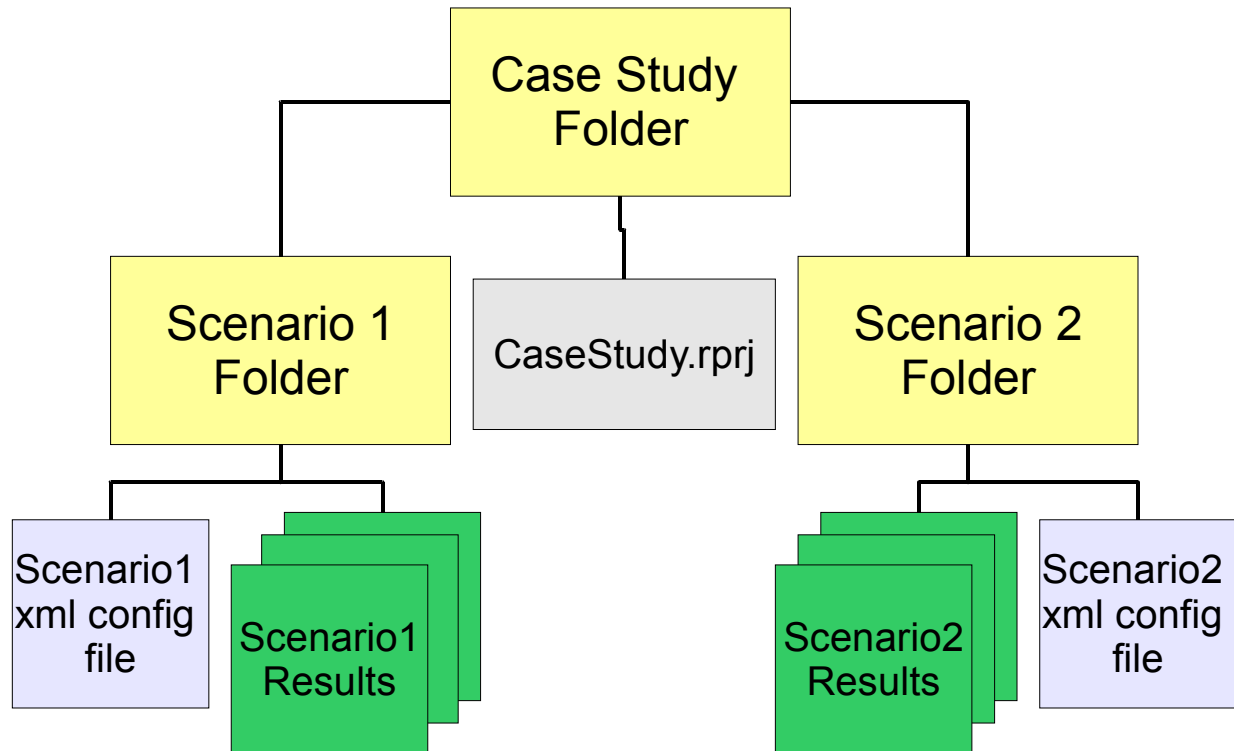 Case Study
Folder
Scenario 1
Folder
CaseStudy.rprj
Scenario 2
Folder
Scenario1
xml config
file
Scenario1
Results
Scenario2
Results
Scenario2
xml config
file